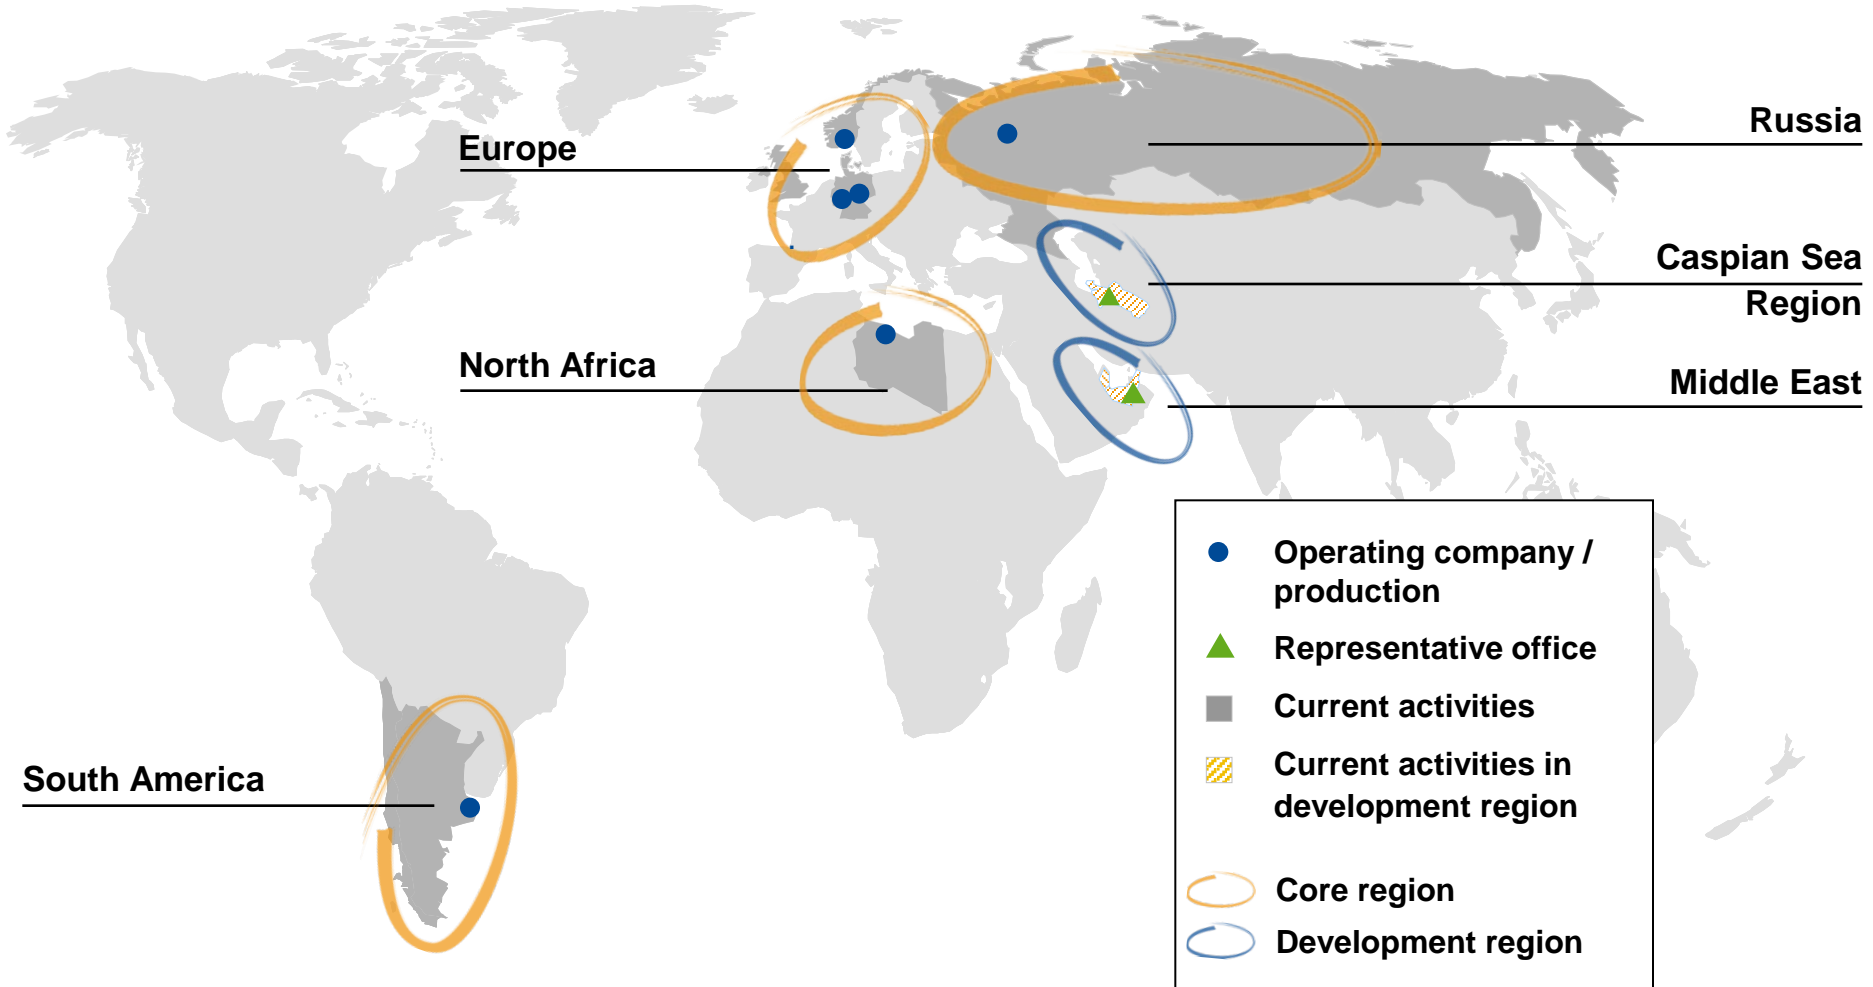 Europe
Russia
Caspian Sea
Region
North Africa
Middle East
South America
Operating company /
production
Representative office
Current activities
Current activities in
development region
Core region
Development region